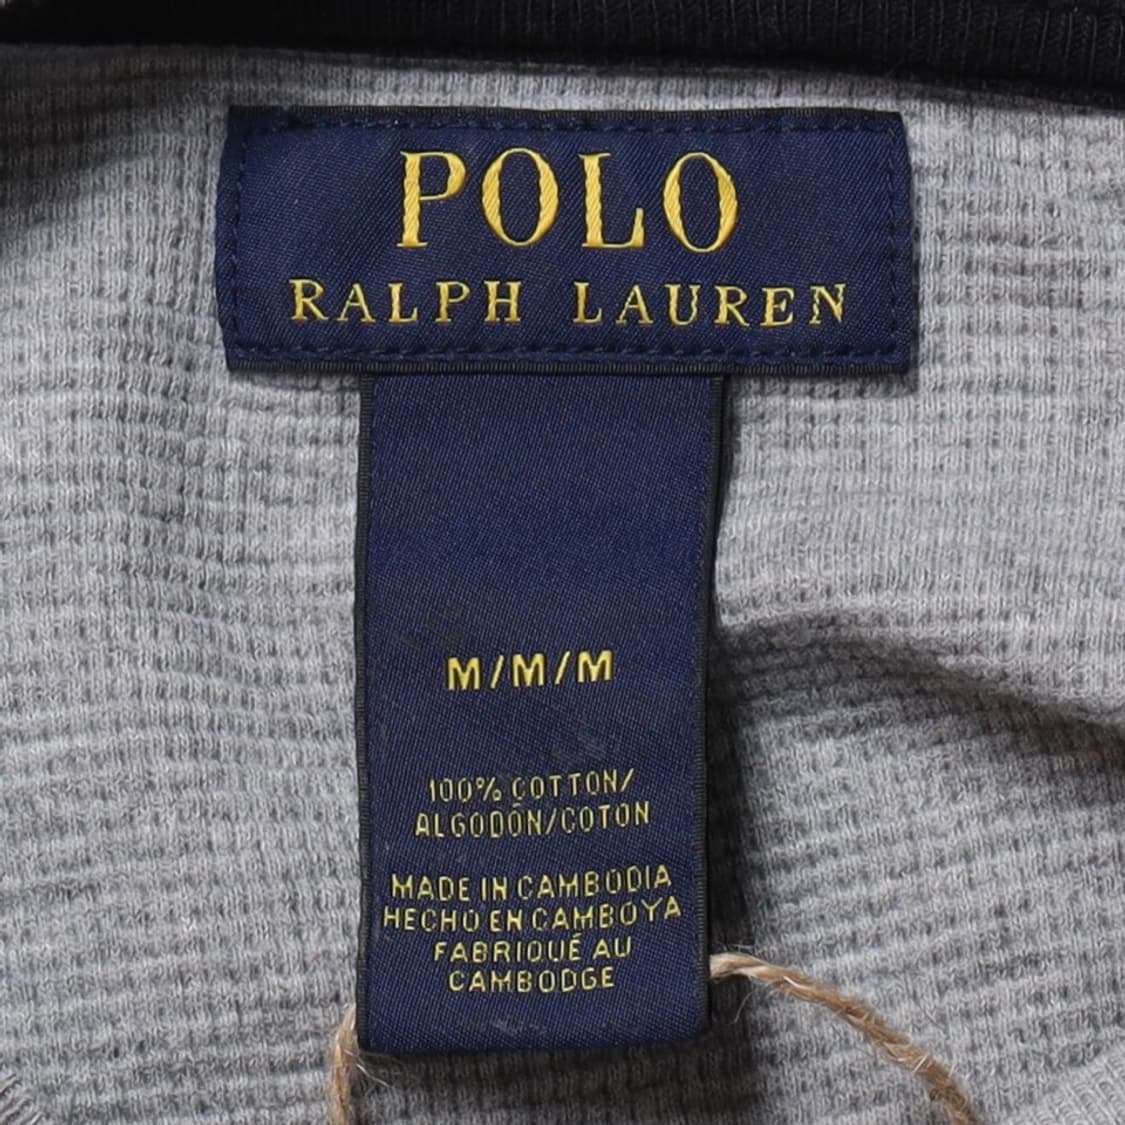 POLO
RALPH LAUREN
M/M/M
100% COTTON/
ALGODÓN/COTON
MADE IN CAMBODIA
HECHO EN CAMBOYA
FABRIQUÉ AU
CAMBODGE